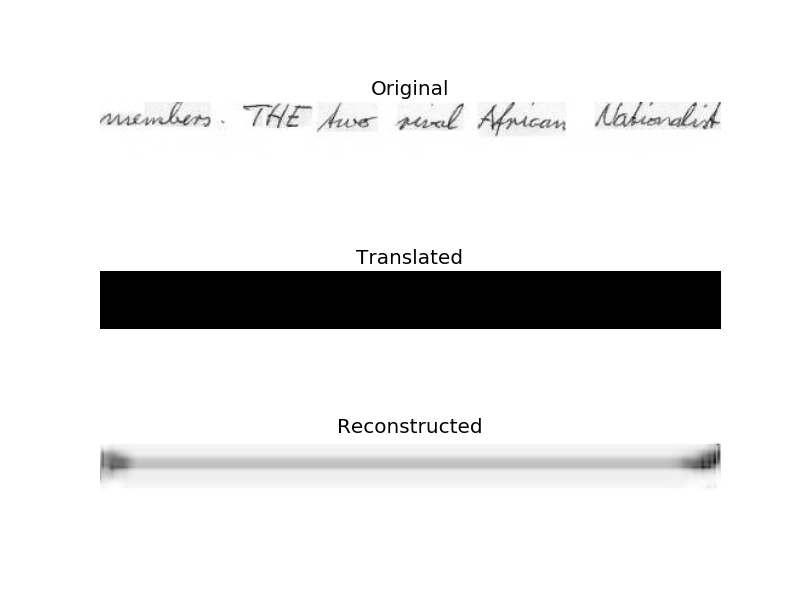 Original
members. THE two rival African Nationalist
Translated
Reconstructed